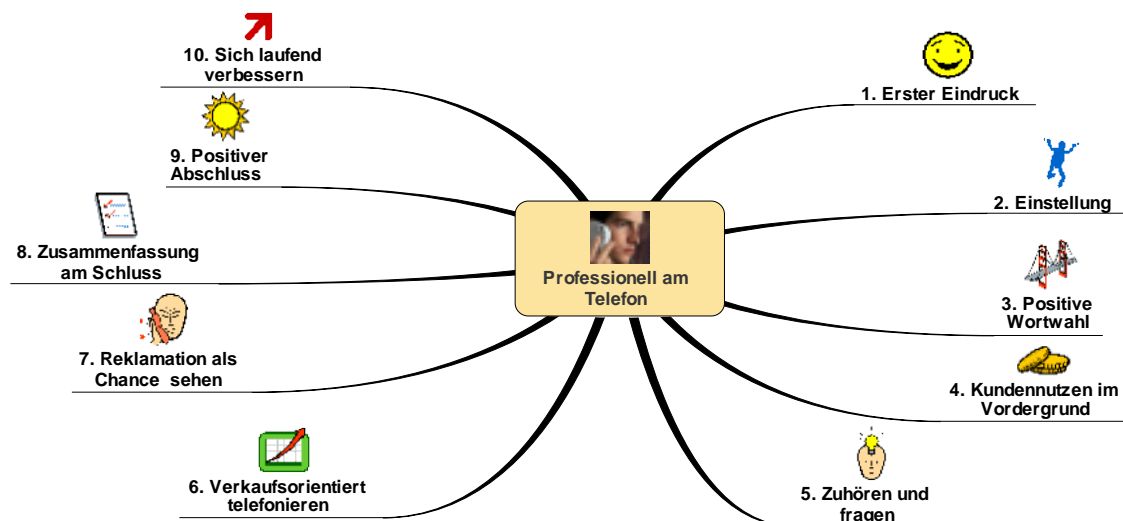 Professionell am
Telefon
1. Erster Eindruck
2. Einstellung
3. Positive
Wortwahl
4. Kundennutzen im
Vordergrund
5. Zuhören und
fragen
6. Verkaufsorientiert
telefonieren
7. Reklamation als
Chance sehen
8. Zusammenfassung
am Schluss
9. Positiver
Abschluss
10. Sich laufend
verbessern